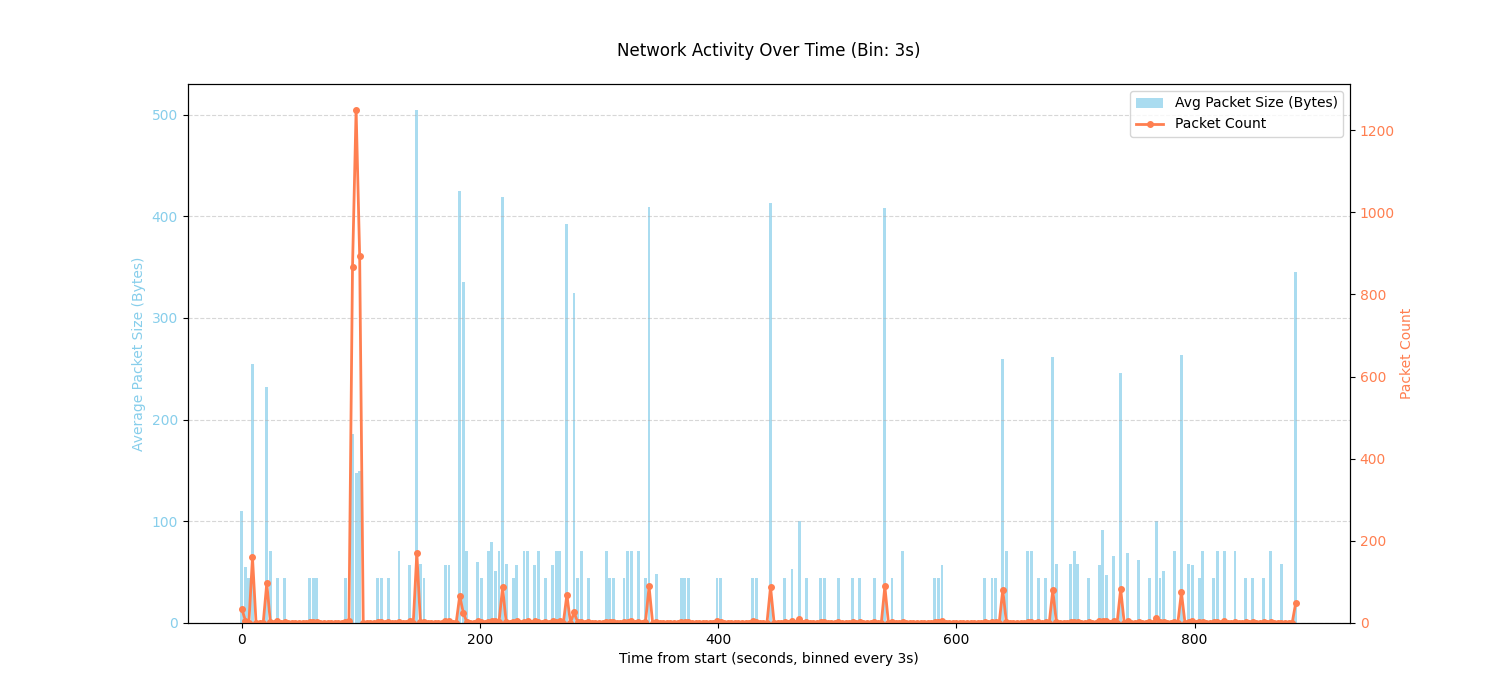 Network Activity Over Time (Bin: 3s)
Avg Packet Size (Bytes)
Packet Count
Average Packet Size (Bytes)
500
400
300
200
100
0
1200
1000
800
600
400
200
0
Packet Count
0 200 400 600 800
Time from start (seconds, binned every 3s)